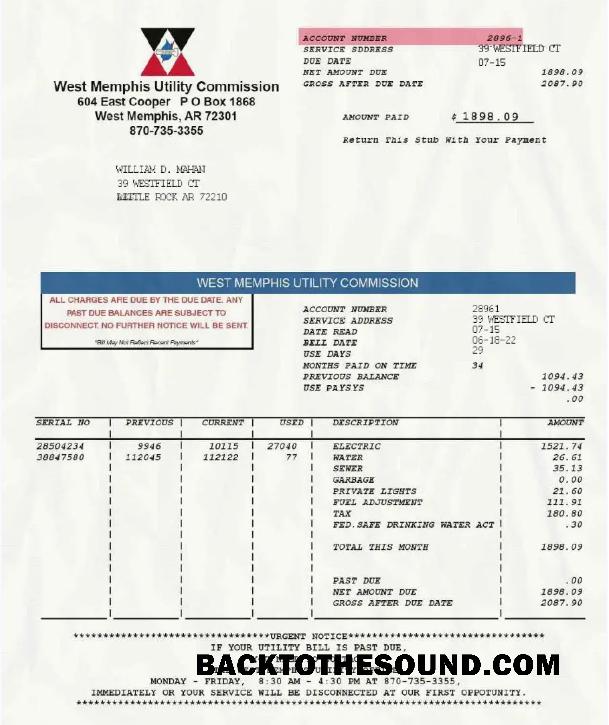 ACCOUNT NUMBER 2896-1
SERVICE SDDRESS 39 WESTFIELD CT
DUE DATE 07-15
NET AMOUNT DUE 1898.09
GROSS AFTER DUE DATE 2087.90
West Memphis Utility Commission
604 East Cooper P O Box 1868
West Memphis, AR 72301
870-735-3355
AMOUNT PAID $ 1898.09
Return This Stub With Your Payment
WILLIAM D. MAHAN
39 WESTFIELD CT
ROCK AR 72210
WEST MEMPHIS UTILITY COMMISSION
ALL CHARGES ARE DUE BY THE DUE DATE. ANY
PAST DUE BALANCES ARE SUBJECT TO
DISCONNECT. NO FURTHER NOTICE WILL BE SENT.
"Bill May Not Reflect Recent Payments"
ACCOUNT NUMBER 28961
SERVICE ADDRESS 39 WESTFIELD CT
DATE READ 07-15
BELL DATE 06-18-22
USE DAYS 29
MONTHS PAID ON TIME 34
PREVIOUS BALANCE 1094.43
USE PAYSYS - 1094.43
.00
SERIAL NO PREVIOUS CURRENT USED DESCRIPTION AMOUNT
28504234 9946 10115 27040 ELECTRIC 1521.74
38847580 112045 112122 77 WATER 26.61
SEWER 35.13
GARBAGE 0.00
PRIVATE LIGHTS 21.60
FUEL ADJUSTMENT 111.91
TAX 180.80
FED.SAFE DRINKING WATER ACT .30
TOTAL THIS MONTH 1898.09
PAST DUE .00
NET AMOUNT DUE 1898.09
GROSS AFTER DUE DATE 2087.90
****************************URGENT NOTICE****************************
IF YOUR UTILITY BILL IS PAST DUE,
BACKTOTHESOUND.COM
MONDAY - FRIDAY, 8:30 AM - 4:30 PM AT 870-735-3355,
IMMEDIATELY OR YOUR SERVICE WILL BE DISCONNECTED AT OUR FIRST OPPOTUNITY.
*********************************************************************